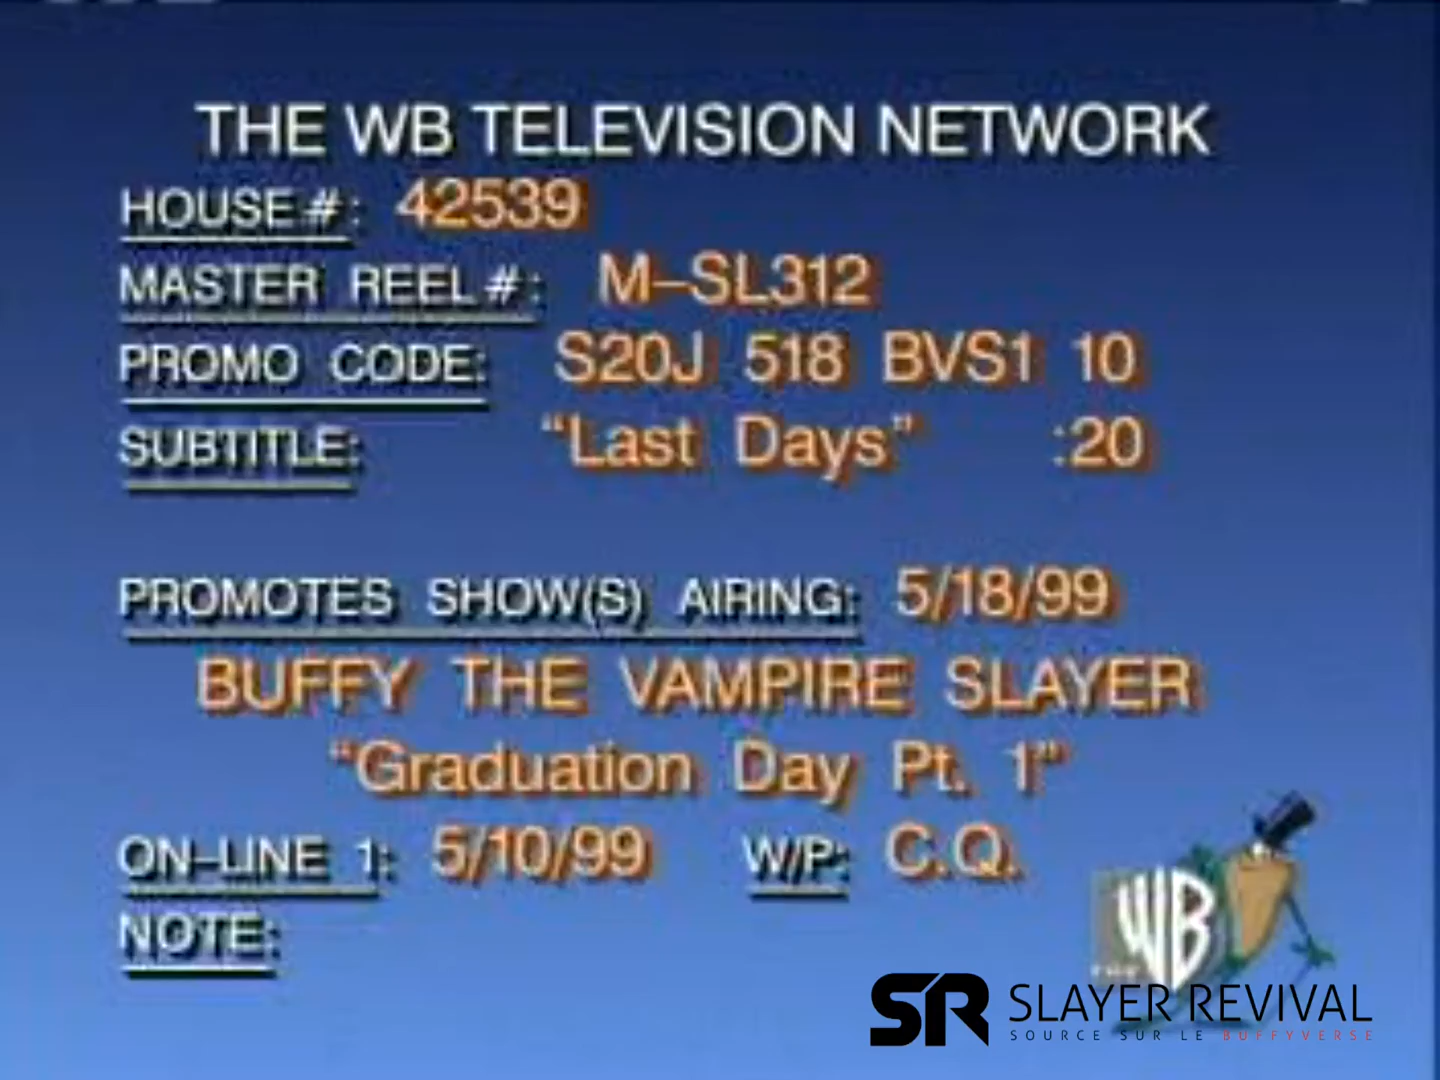 THE WB TELEVISION NETWORK
HOUSE #: 42539
MASTER REEL #: M–SL312
PROMO CODE: S20J 518 BVS1 10
SUBTITLE: “Last Days” :20
PROMOTES SHOW(S) AIRING: 5/18/99
BUFFY THE VAMPIRE SLAYER
“Graduation Day Pt. 1”
ON–LINE 1: 5/10/99 W/P: C.Q.
NOTE:
THE WB
SR SLAYER REVIVAL
SOURCE SUR LE BUFFYVERSE